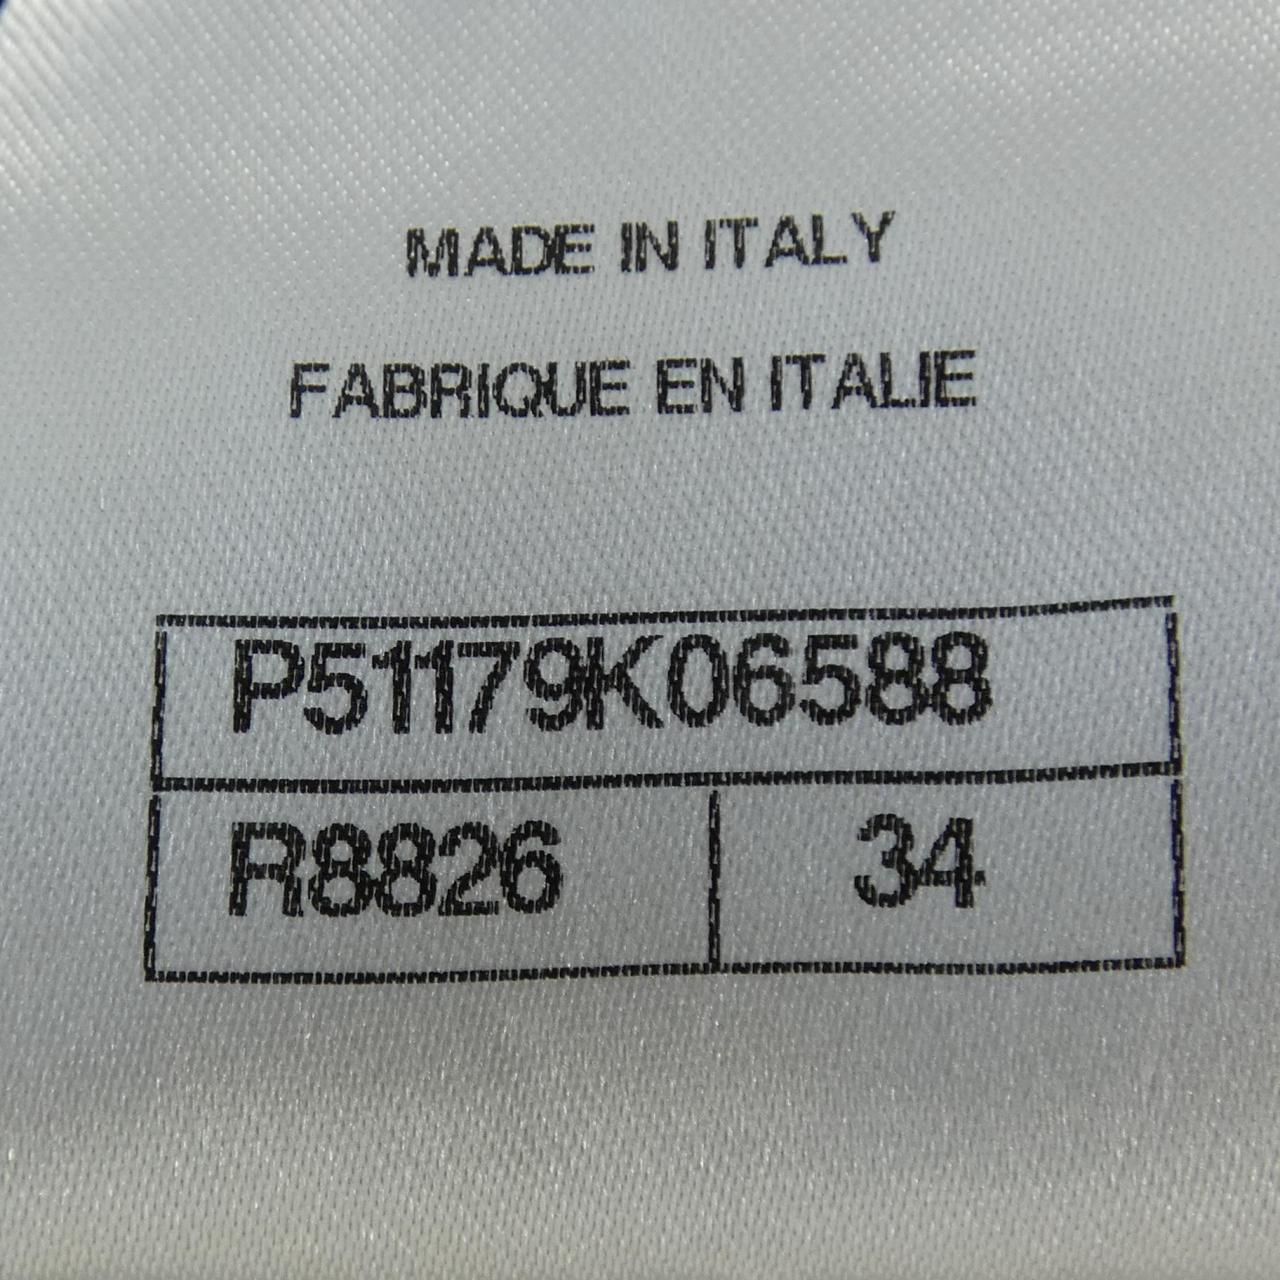 MADE IN ITALY
FABRIQUE EN ITALIE
P51179K06588
R8826 34